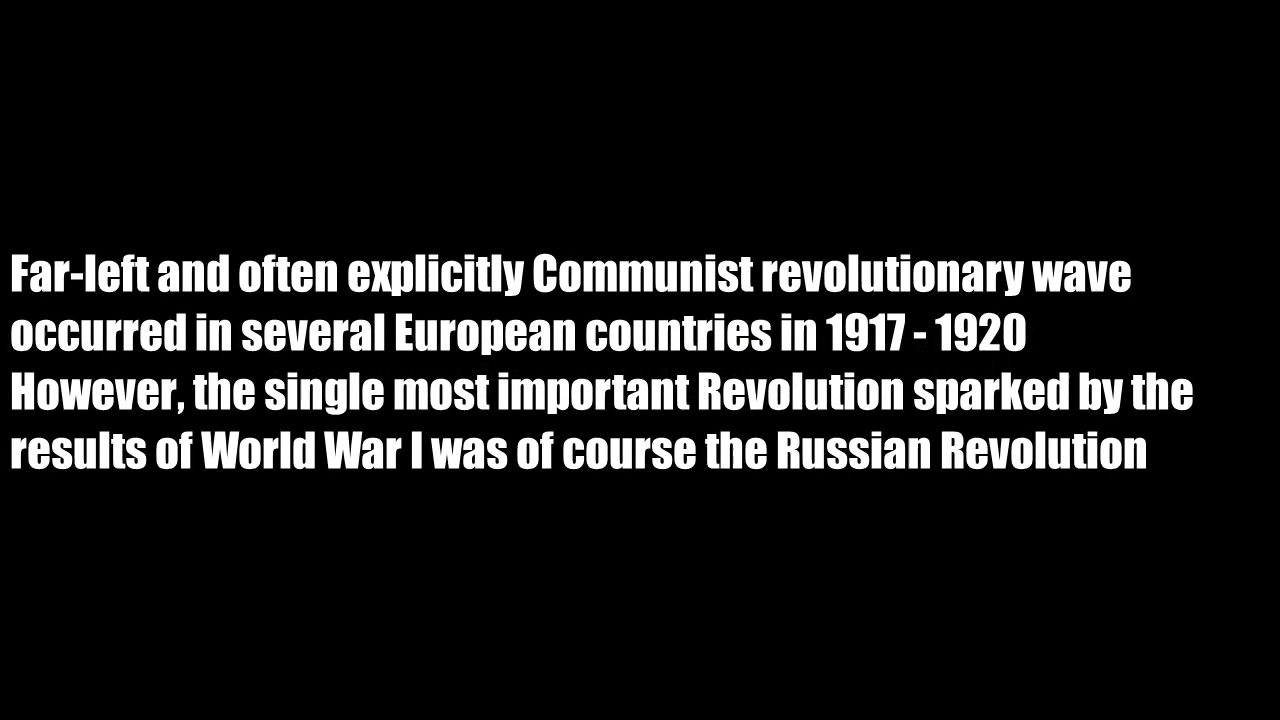 Far-left and often explicitly Communist revolutionary wave
occurred in several European countries in 1917 - 1920
However, the single most important Revolution sparked by the
results of World War I was of course the Russian Revolution